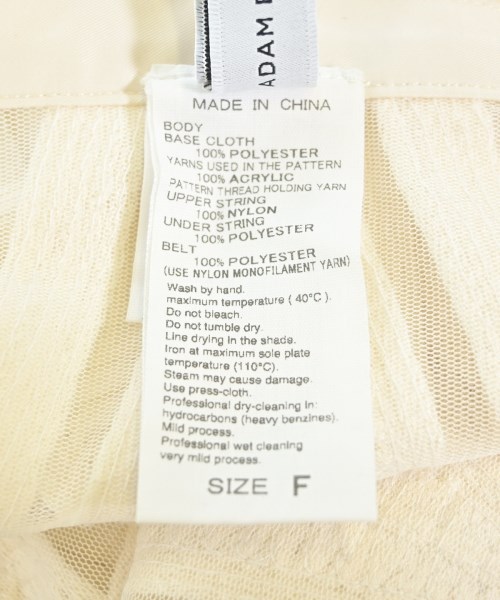 ADAM E
MADE IN CHINA
BODY
BASE CLOTH
100% POLYESTER
YARNS USED IN THE PATTERN
100% ACRYLIC
PATTERN THREAD HOLDING YARN
UPPER STRING
100% NYLON
UNDER STRING
100% POLYESTER
BELT
100% POLYESTER
(USE NYLON MONOFILAMENT YARN)
Wash by hand.
maximum temperature ( 40°C ).
Do not bleach.
Do not tumble dry.
Line drying in the shade.
Iron at maximum sole plate
temperature (110°C).
Steam may cause damage.
Use press-cloth.
Professional dry-cleaning in:
hydrocarbons (heavy benzines).
Mild process.
Professional wet cleaning
very mild process.
SIZE F